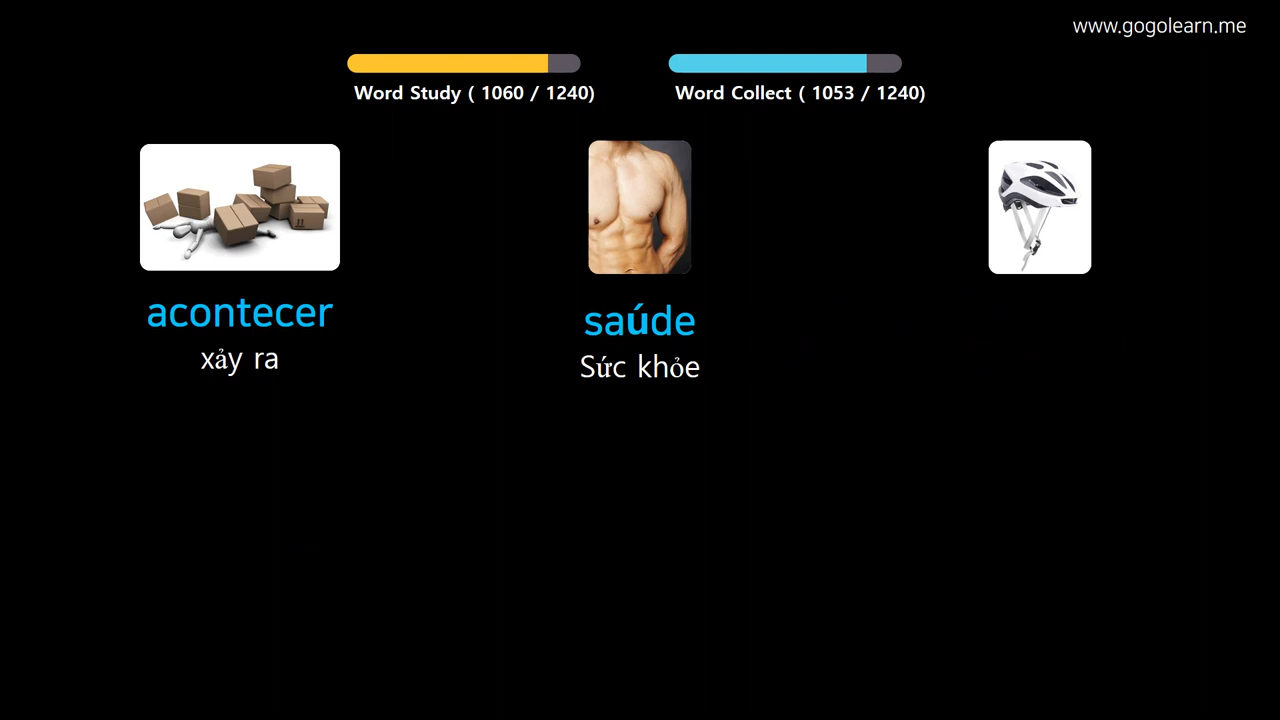 www.gogolearn.me
Word Study ( 1060 / 1240)
Word Collect ( 1053 / 1240)
acontecer
xảy ra
saúde
Sức khỏe